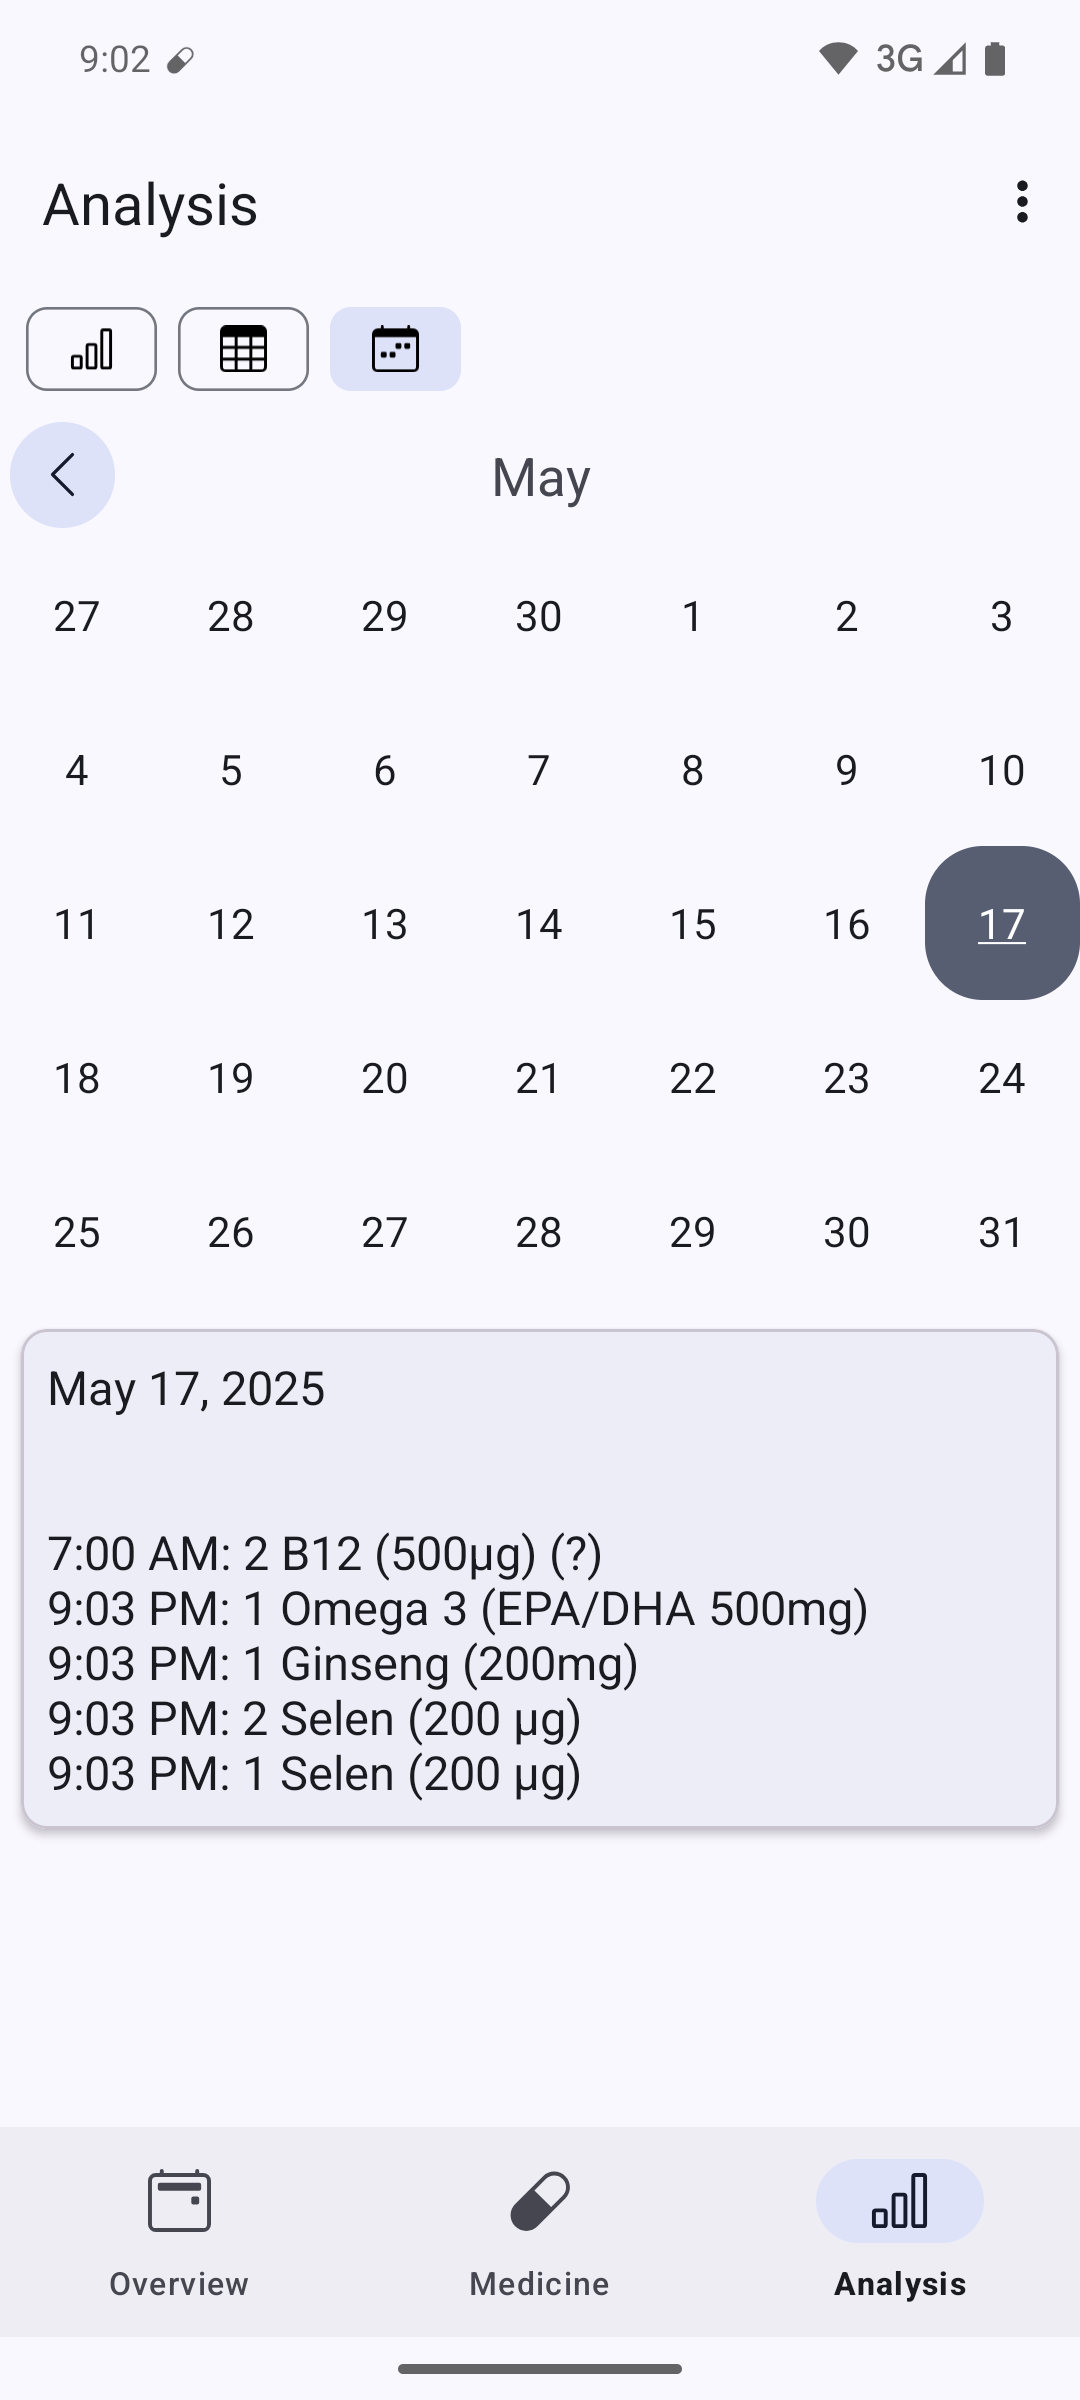 9:02 3G
Analysis
May
27 28 29 30 1 2 3
4 5 6 7 8 9 10
11 12 13 14 15 16 17
18 19 20 21 22 23 24
25 26 27 28 29 30 31
May 17, 2025
7:00 AM: 2 B12 (500µg) (?)
9:03 PM: 1 Omega 3 (EPA/DHA 500mg)
9:03 PM: 1 Ginseng (200mg)
9:03 PM: 2 Selen (200 µg)
9:03 PM: 1 Selen (200 µg)
Overview Medicine Analysis